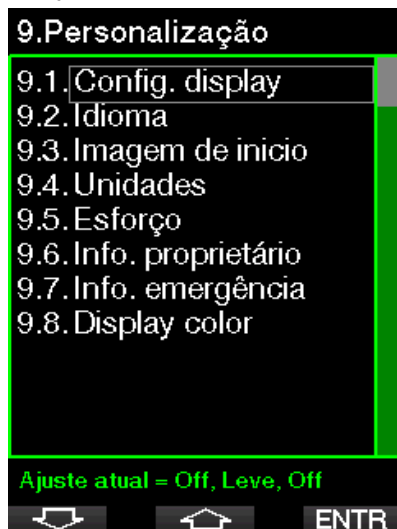 9.Personalização
9.1.Config. display
9.2.Idioma
9.3.Imagem de inicio
9.4.Unidades
9.5.Esforço
9.6.Info. proprietário
9.7.Info. emergência
9.8.Display color
Ajuste atual = Off, Leve, Off
ENTR